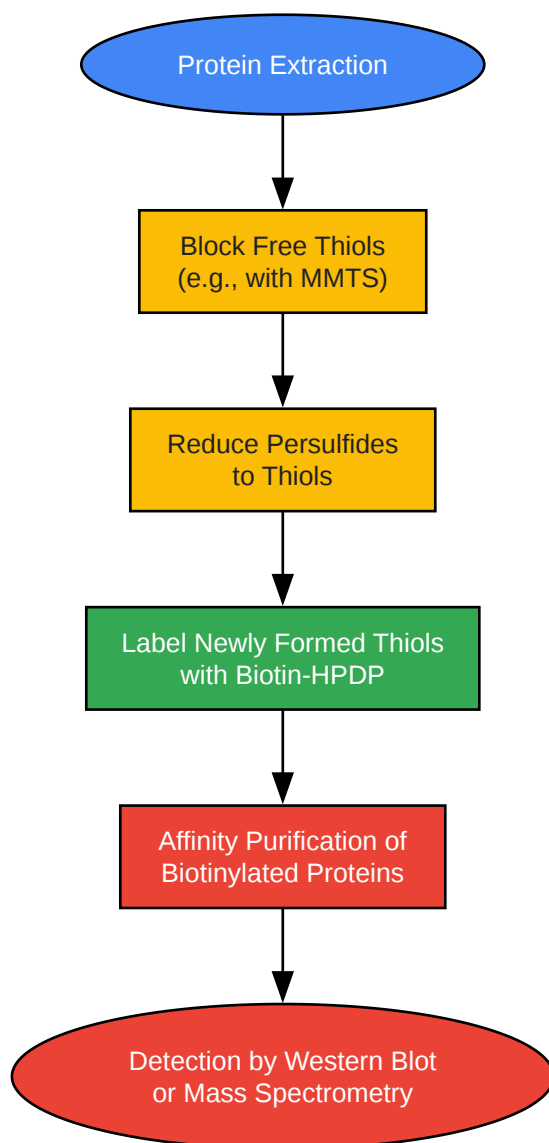 Protein Extraction
Block Free Thiols
(e.g., with MMTS)
Reduce Persulfides
to Thiols
Label Newly Formed Thiols
with Biotin-HPDP
Affinity Purification of
Biotinylated Proteins
Detection by Western Blot
or Mass Spectrometry